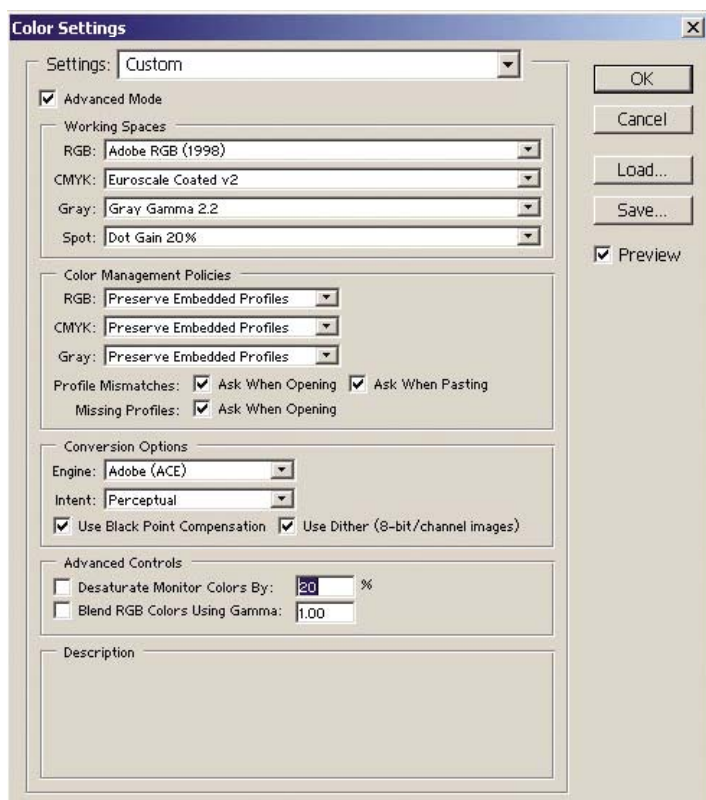 Color Settings
Settings: Custom
OK
Advanced Mode
Cancel
Working Spaces
RGB: Adobe RGB (1998)
CMYK: Euroscale Coated v2
Load...
Gray: Gray Gamma 2.2
Save...
Spot: Dot Gain 20%
Preview
Color Management Policies
RGB: Preserve Embedded Profiles
CMYK: Preserve Embedded Profiles
Gray: Preserve Embedded Profiles
Profile Mismatches: Ask When Opening Ask When Pasting
Missing Profiles: Ask When Opening
Conversion Options
Engine: Adobe (ACE)
Intent: Perceptual
Use Black Point Compensation Use Dither (8-bit/channel images)
Advanced Controls
Desaturate Monitor Colors By: 20 %
Blend RGB Colors Using Gamma: 1.00
Description